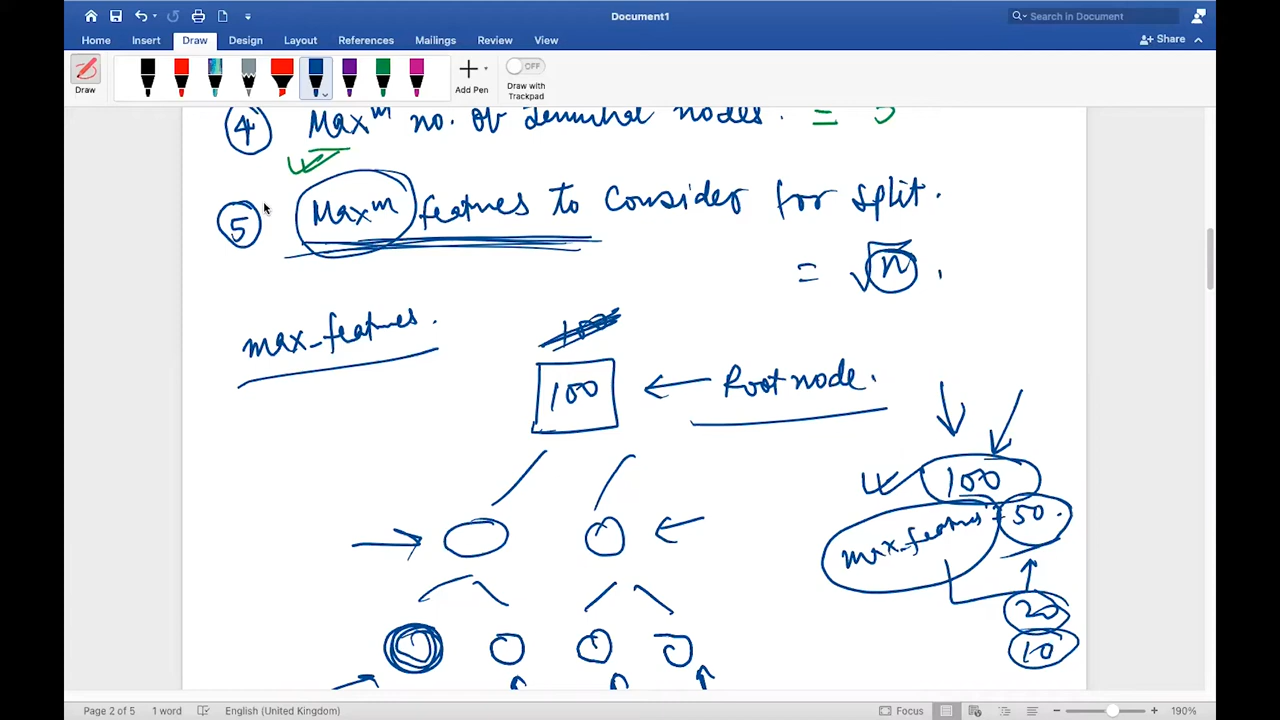 Document1
Search in Document
Home Insert Draw Design Layout References Mailings Review View
Share
Draw
Add Pen
OFF
Draw with
Trackpad
④ Maxᵐ no. of terminal nodes. = 5
⑤ Maxᵐ features to consider for split.
= √n.
max_features.
100
100 ← Root node.
100
max_features = 50.
20
10
Page 2 of 5 1 word English (United Kingdom) Focus 190%